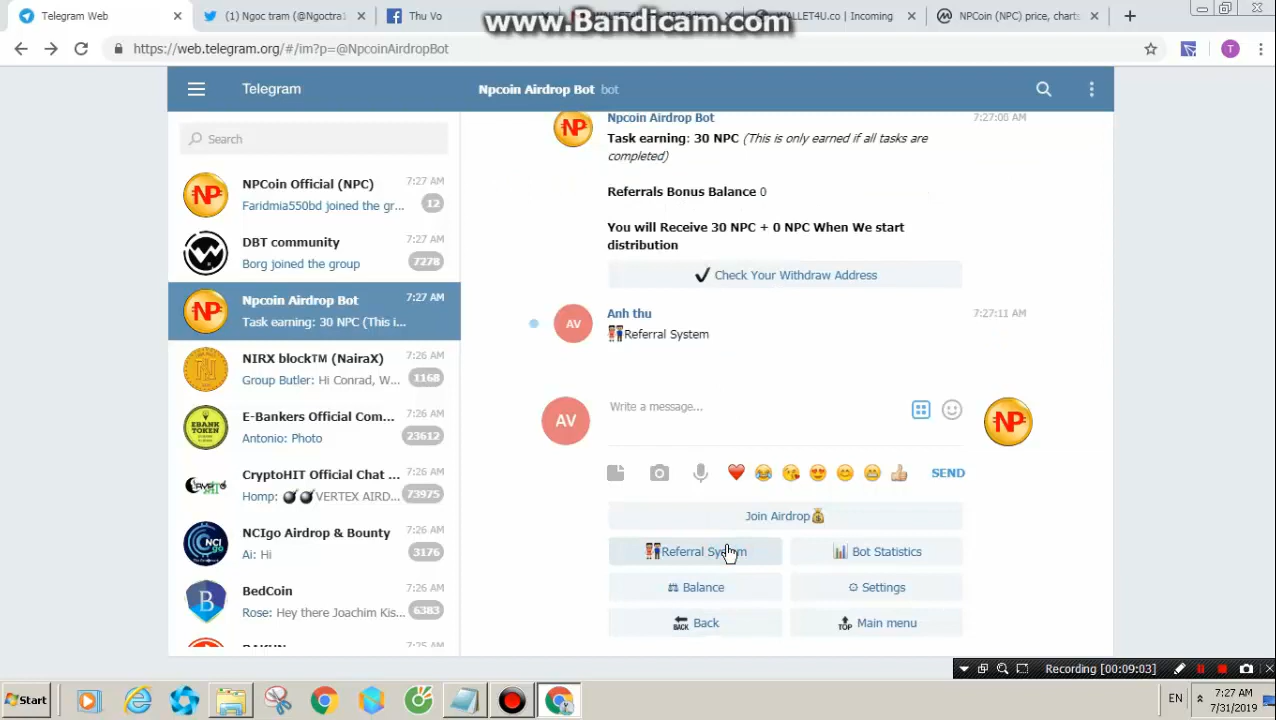 Telegram Web
(1) Ngoc tram (@Ngoctra
Thu Vo
WALLET4U.co | Incoming
NPCoin (NPC) price, chart
www.Bandicam.com
https://web.telegram.org/#/im?p=@NpcoinAirdropBot
T
Telegram
Npcoin Airdrop Bot bot
Search
NPCoin Official (NPC) 7:27 AM
Faridmia550bd joined the gr... 12
DBT community 7:27 AM
Borg joined the group 7278
Npcoin Airdrop Bot 7:27 AM
Task earning: 30 NPC (This i...
NIRX block™ (NairaX) 7:26 AM
Group Butler: Hi Conrad, W... 1168
E-Bankers Official Com... 7:26 AM
Antonio: Photo 23612
CryptoHIT Official Chat ... 7:26 AM
Homp: 💣💣VERTEX AIRD... 73975
NCIgo Airdrop & Bounty 7:26 AM
Ai: Hi 3176
BedCoin 7:26 AM
Rose: Hey there Joachim Kis... 6383
7:25 AM
NP
Npcoin Airdrop Bot 7:27:00 AM
Task earning: 30 NPC (This is only earned if all tasks are
completed)
Referrals Bonus Balance 0
You will Receive 30 NPC + 0 NPC When We start
distribution
✔ Check Your Withdraw Address
AV
Anh thu 7:27:11 AM
👫Referral System
AV
Write a message...
NP
SEND
Join Airdrop💰
👫Referral System
📊 Bot Statistics
⚖ Balance
⚙ Settings
🔙 Back
🔝 Main menu
Recording [00:09:03]
Start
EN
7:27 AM
7/31/2019